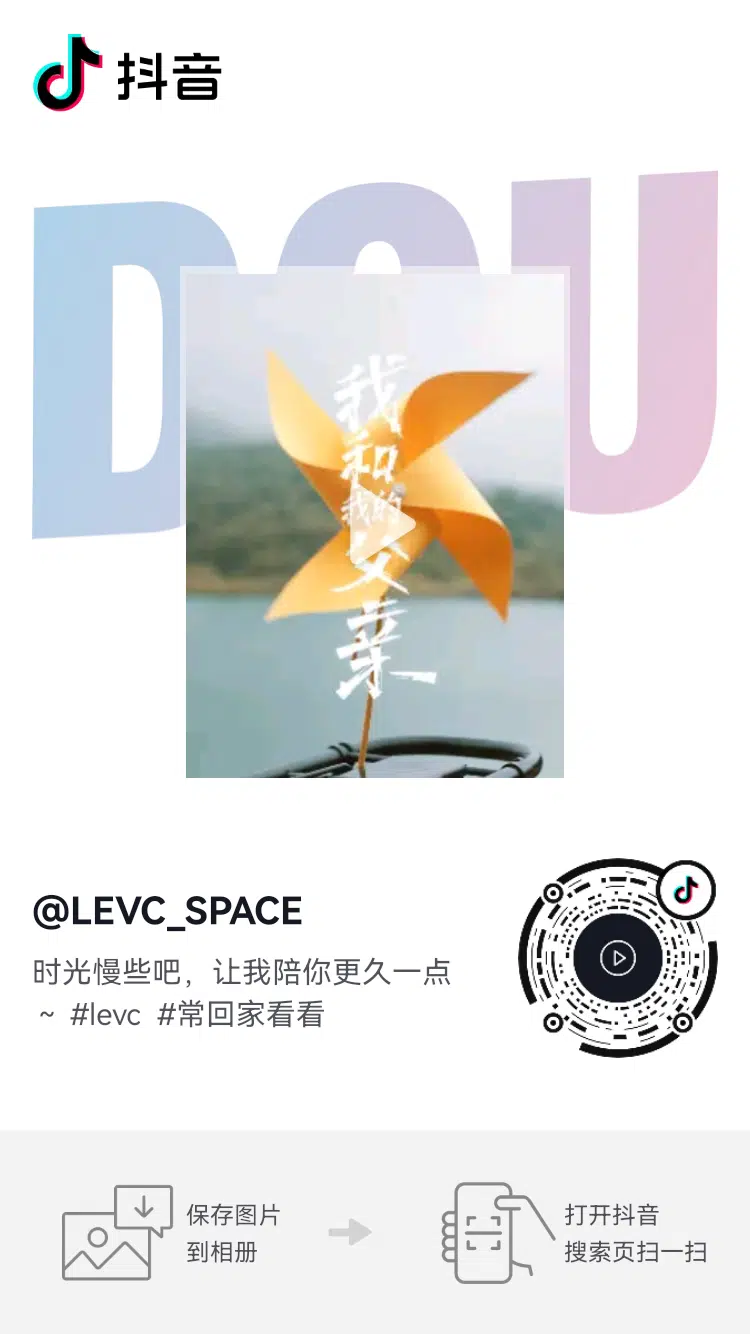 抖音
DOU
我
和
我的
父亲
@LEVC_SPACE
时光慢些吧，让我陪你更久一点
~ #levc #常回家看看
保存图片
到相册
打开抖音
搜索页扫一扫